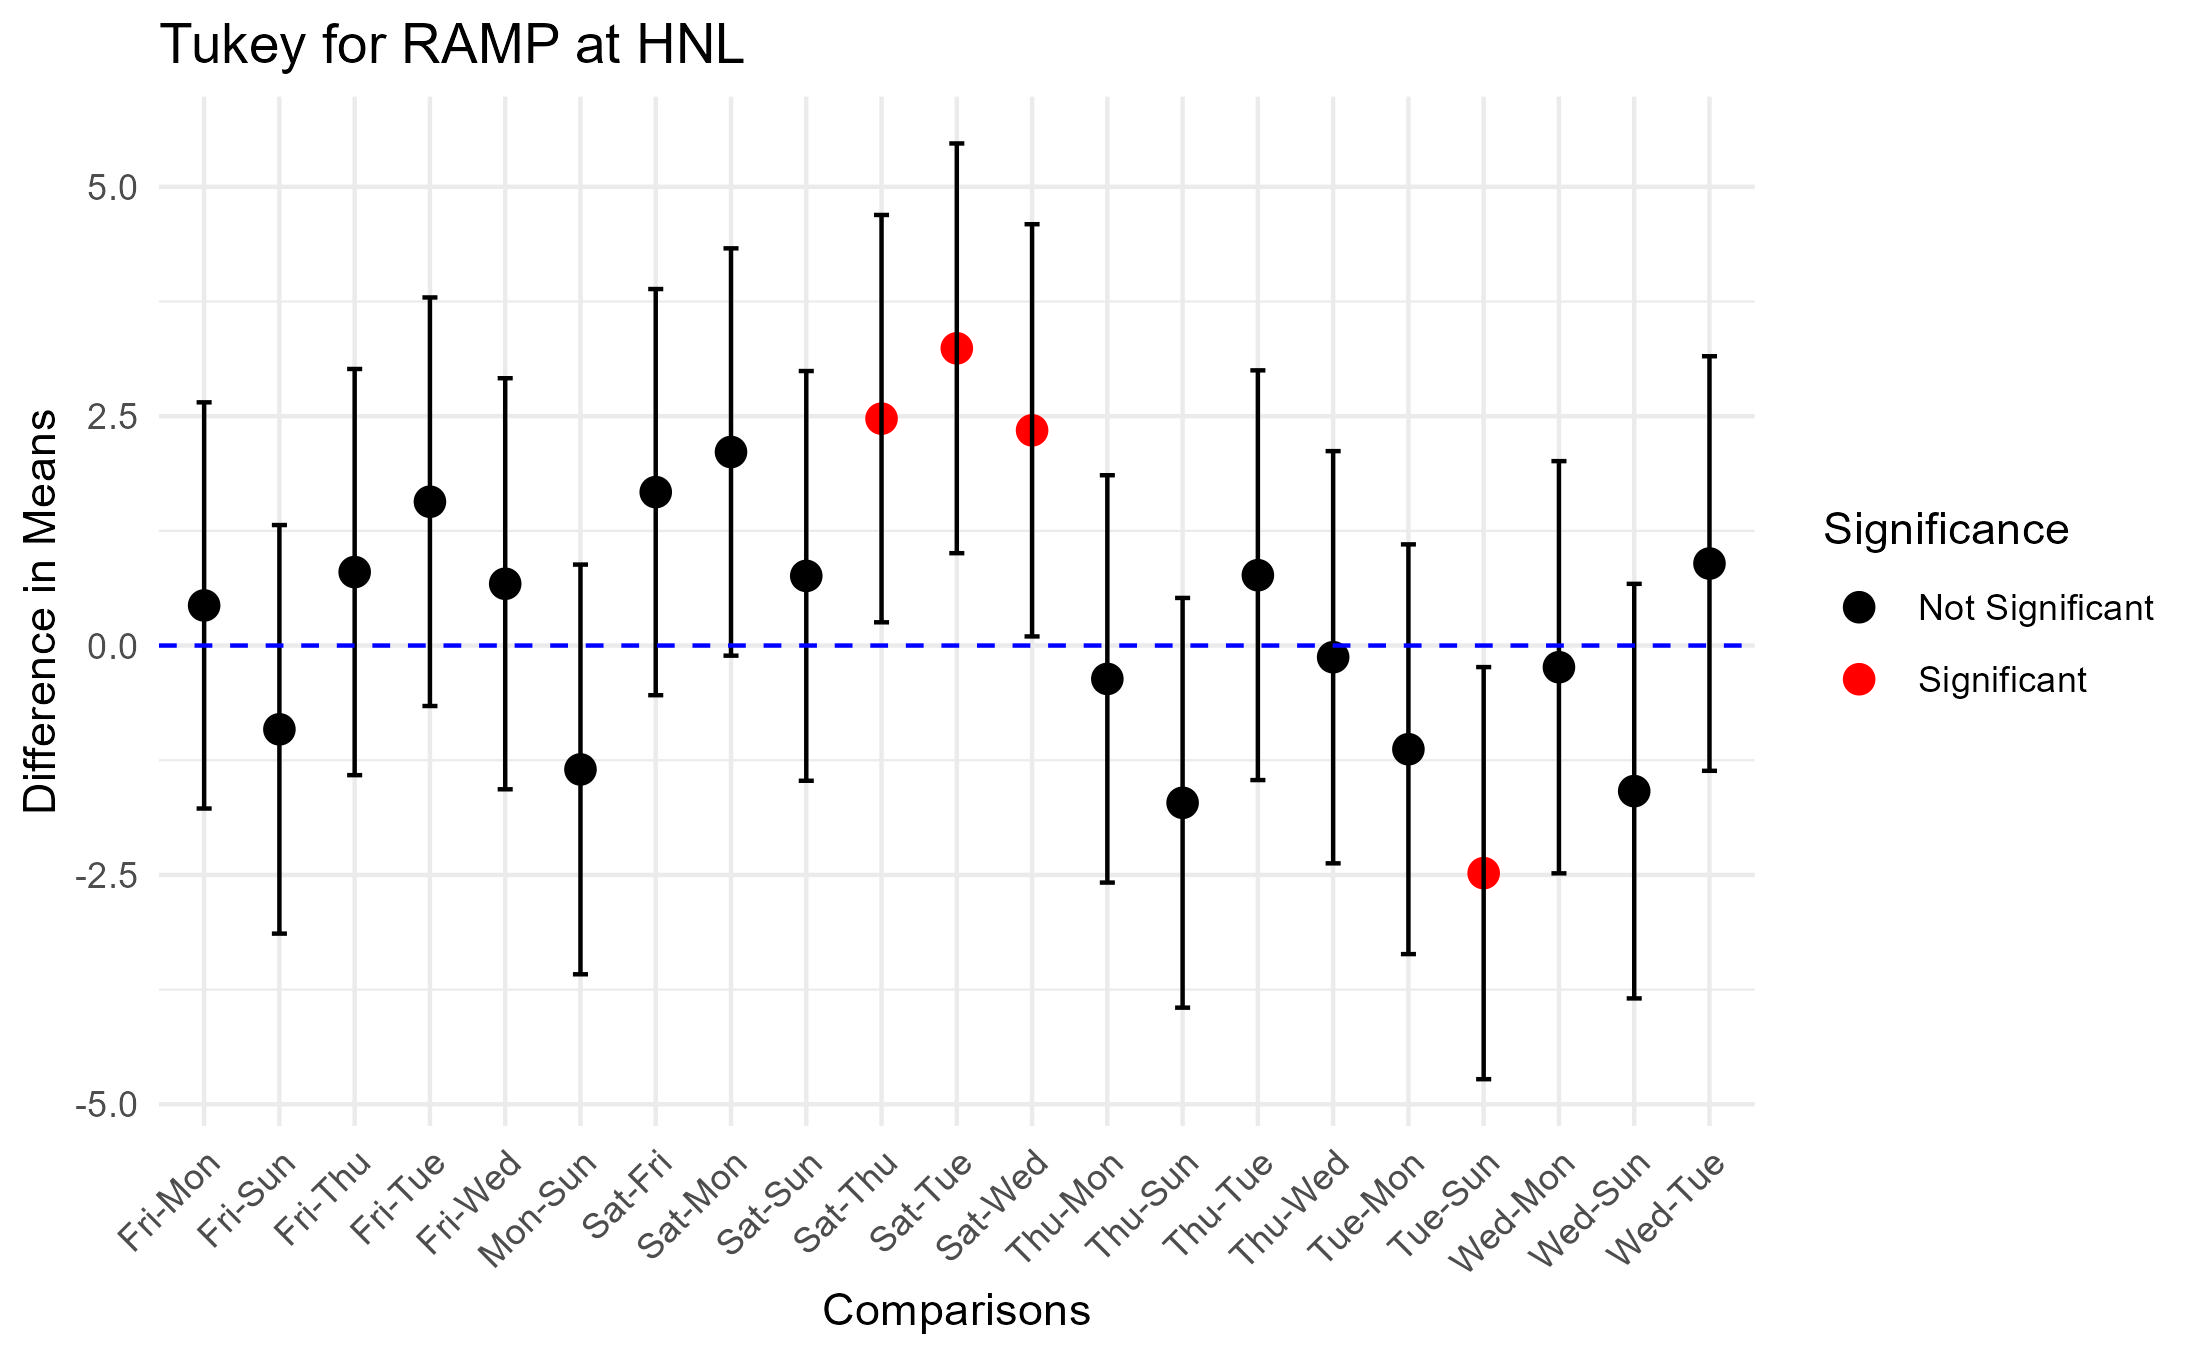 Tukey for RAMP at HNL
Difference in Means
5.0
2.5
0.0
-2.5
-5.0
Fri-Mon
Fri-Sun
Fri-Thu
Fri-Tue
Fri-Wed
Mon-Sun
Sat-Fri
Sat-Mon
Sat-Sun
Sat-Thu
Sat-Tue
Sat-Wed
Thu-Mon
Thu-Sun
Thu-Tue
Thu-Wed
Tue-Mon
Tue-Sun
Wed-Mon
Wed-Sun
Wed-Tue
Comparisons
Significance
Not Significant
Significant